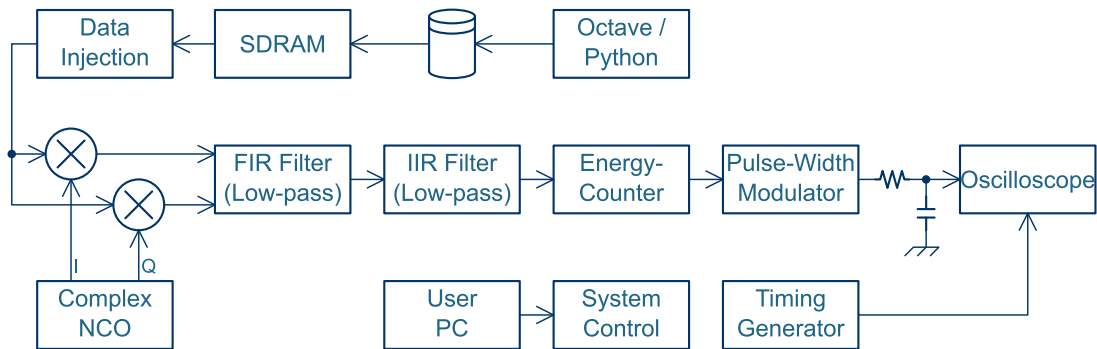 Data
Injection
SDRAM
Octave /
Python
FIR Filter
(Low-pass)
IIR Filter
(Low-pass)
Energy-
Counter
Pulse-Width
Modulator
Oscilloscope
I
Q
Complex
NCO
User
PC
System
Control
Timing
Generator